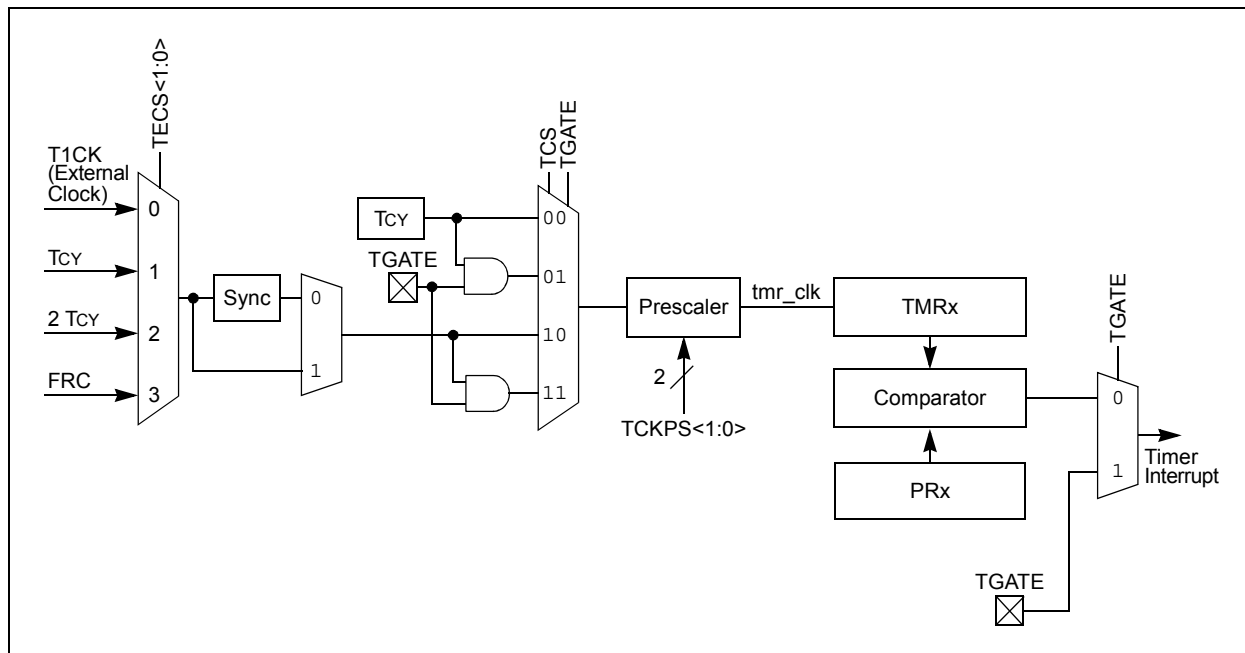 TECS<1:0>
T1CK
(External
Clock)
0
TCY
1
2 TCY
2
FRC
3
Sync
0
1
TCY
TGATE
TCS
TGATE
00
01
10
11
Prescaler
2
TCKPS<1:0>
tmr_clk
TMRx
Comparator
PRx
TGATE
0
1
Timer
Interrupt
TGATE